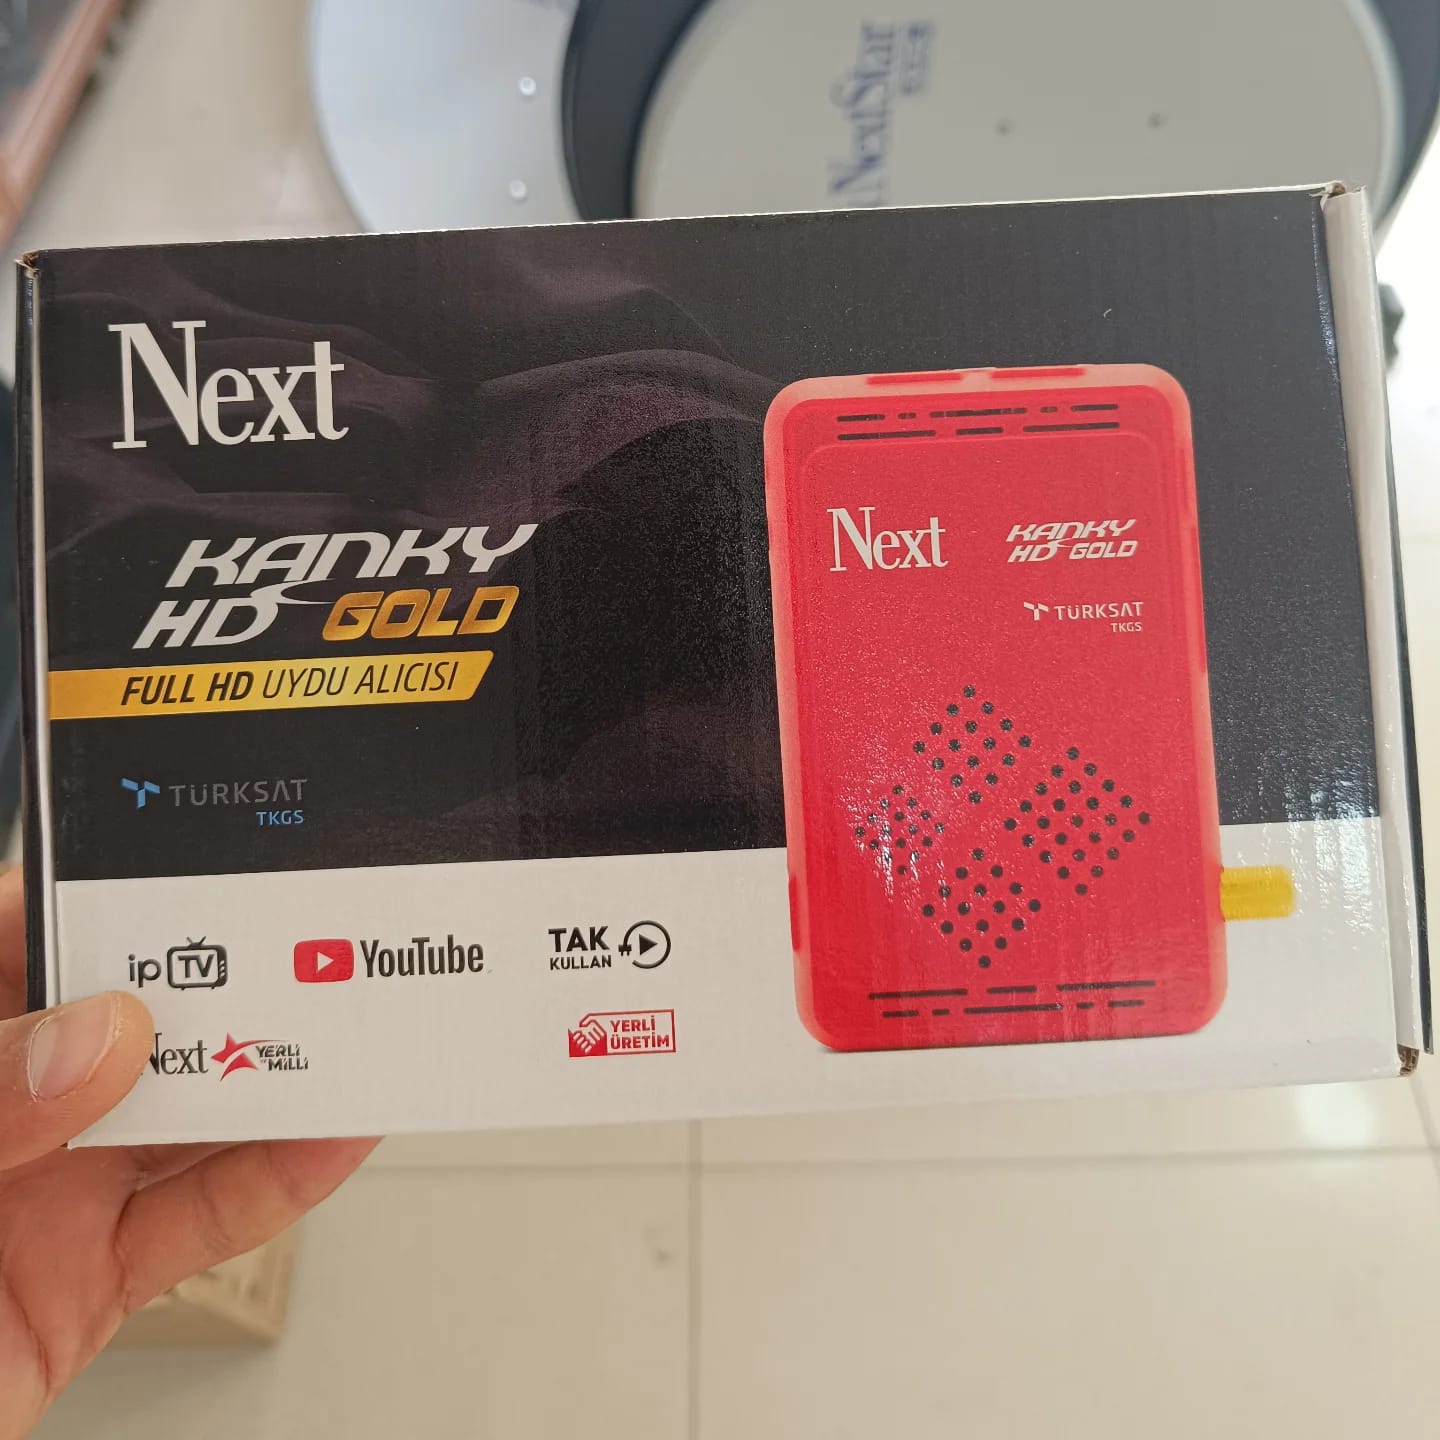 NextStar
Next
KANKY
HD GOLD
FULL HD UYDU ALICISI
TÜRKSAT
TKGS
ip TV
YouTube
TAK
KULLAN
Next
YERLİ
MİLLİ
YERLİ
ÜRETİM
Next
KANKY
HD GOLD
TÜRKSAT
TKGS